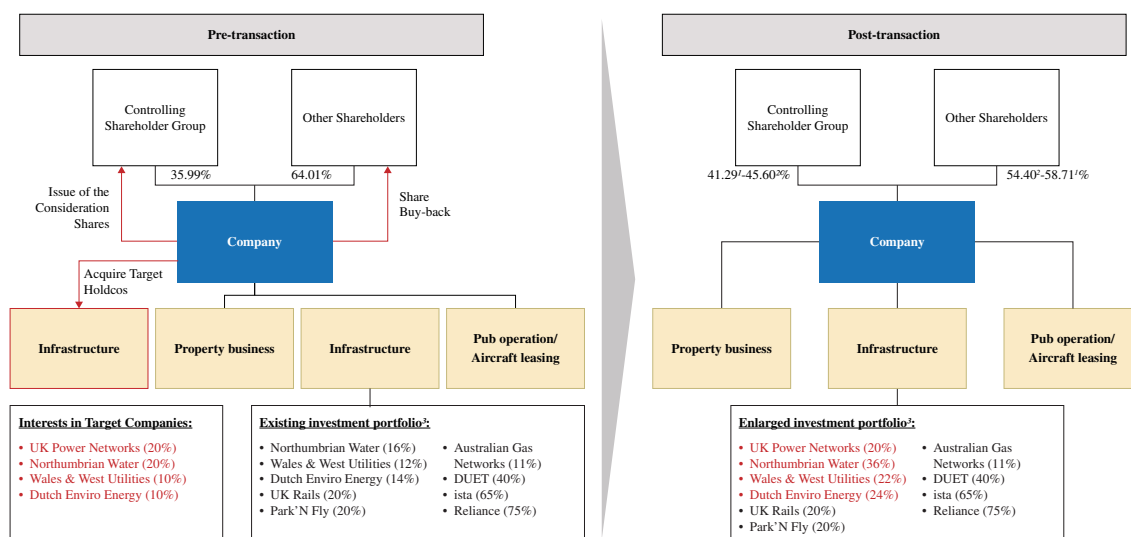 Pre-transaction
Controlling
Shareholder Group
Other Shareholders
35.99%
64.01%
Issue of the
Consideration
Shares
Share
Buy-back
Company
Acquire Target
Holdcos
Infrastructure
Property business
Infrastructure
Pub operation/
Aircraft leasing
Interests in Target Companies:
• UK Power Networks (20%)
• Northumbrian Water (20%)
• Wales & West Utilities (10%)
• Dutch Enviro Energy (10%)
Existing investment portfolio³:
• Northumbrian Water (16%)
• Wales & West Utilities (12%)
• Dutch Enviro Energy (14%)
• UK Rails (20%)
• Park'N Fly (20%)
• Australian Gas
Networks (11%)
• DUET (40%)
• ista (65%)
• Reliance (75%)
Post-transaction
Controlling
Shareholder Group
Other Shareholders
41.29¹-45.60²%
54.40²-58.71¹%
Company
Property business
Infrastructure
Pub operation/
Aircraft leasing
Enlarged investment portfolio³:
• UK Power Networks (20%)
• Northumbrian Water (36%)
• Wales & West Utilities (22%)
• Dutch Enviro Energy (24%)
• UK Rails (20%)
• Park'N Fly (20%)
• Australian Gas
Networks (11%)
• DUET (40%)
• ista (65%)
• Reliance (75%)